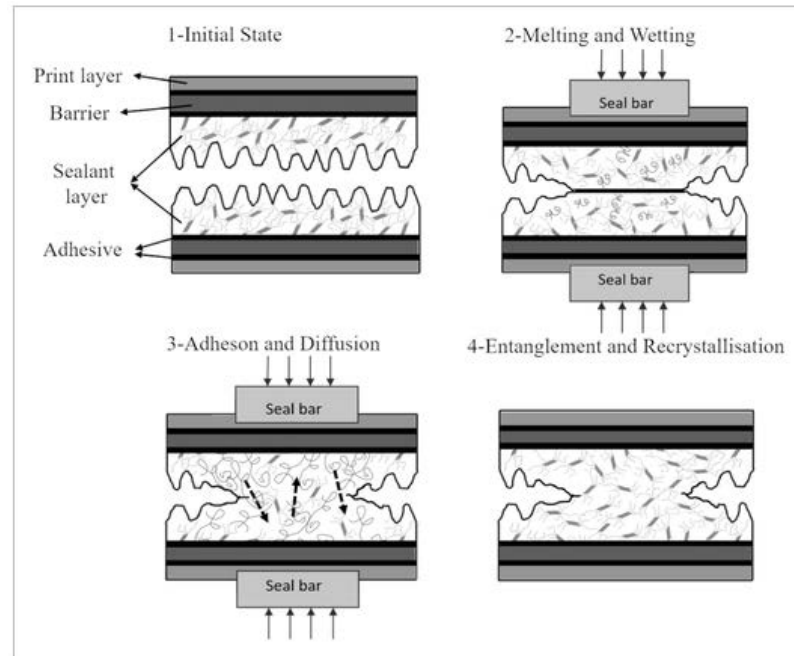 1-Initial State
Print layer
Barrier
Sealant
layer
Adhesive
2-Melting and Wetting
Seal bar
Seal bar
3-Adheson and Diffusion
Seal bar
Seal bar
4-Entanglement and Recrystallisation